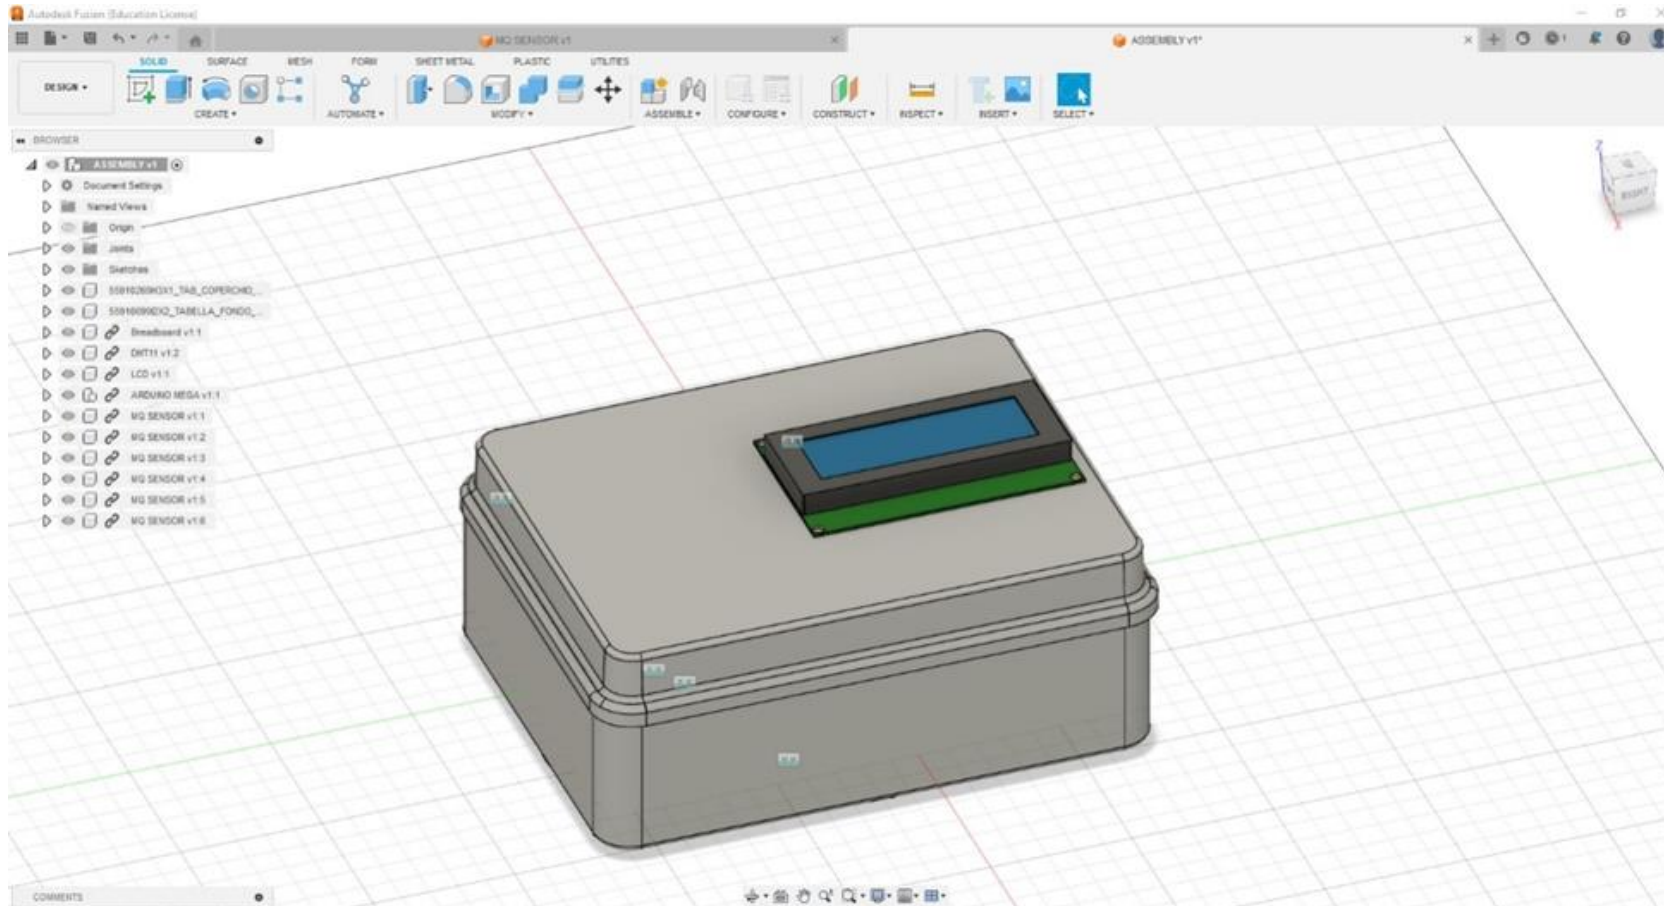 Autodesk Fusion (Education License)
MQ SENSOR v1
ASSEMBLY v1*
SOLID SURFACE MESH FORM SHEET METAL PLASTIC UTILITIES
DESIGN
CREATE AUTOMATE MODIFY ASSEMBLE CONFIGURE CONSTRUCT INSPECT INSERT SELECT
BROWSER
ASSEMBLY v1
Document Settings
Named Views
Origin
Joints
Sketches
Breadboard v1:1
DHT11 v1:2
LCD v1:1
ARDUINO MEGA v1:1
MQ SENSOR v1:1
MQ SENSOR v1:2
MQ SENSOR v1:3
MQ SENSOR v1:4
MQ SENSOR v1:5
MQ SENSOR v1:6
Z
RIGHT
X
COMMENTS